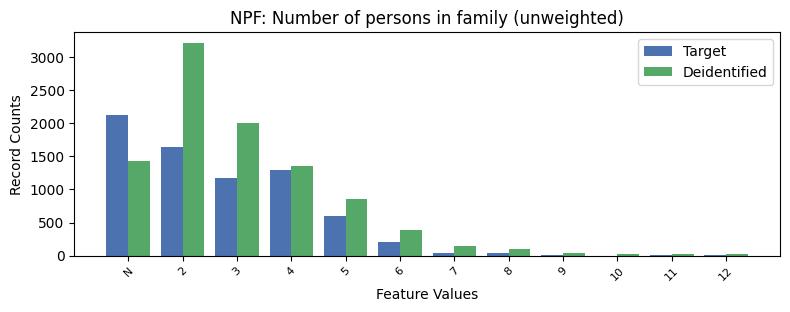 NPF: Number of persons in family (unweighted)
Target
Deidentified
Record Counts
3000
2500
2000
1500
1000
500
0
N 2 3 4 5 6 7 8 9 10 11 12
Feature Values